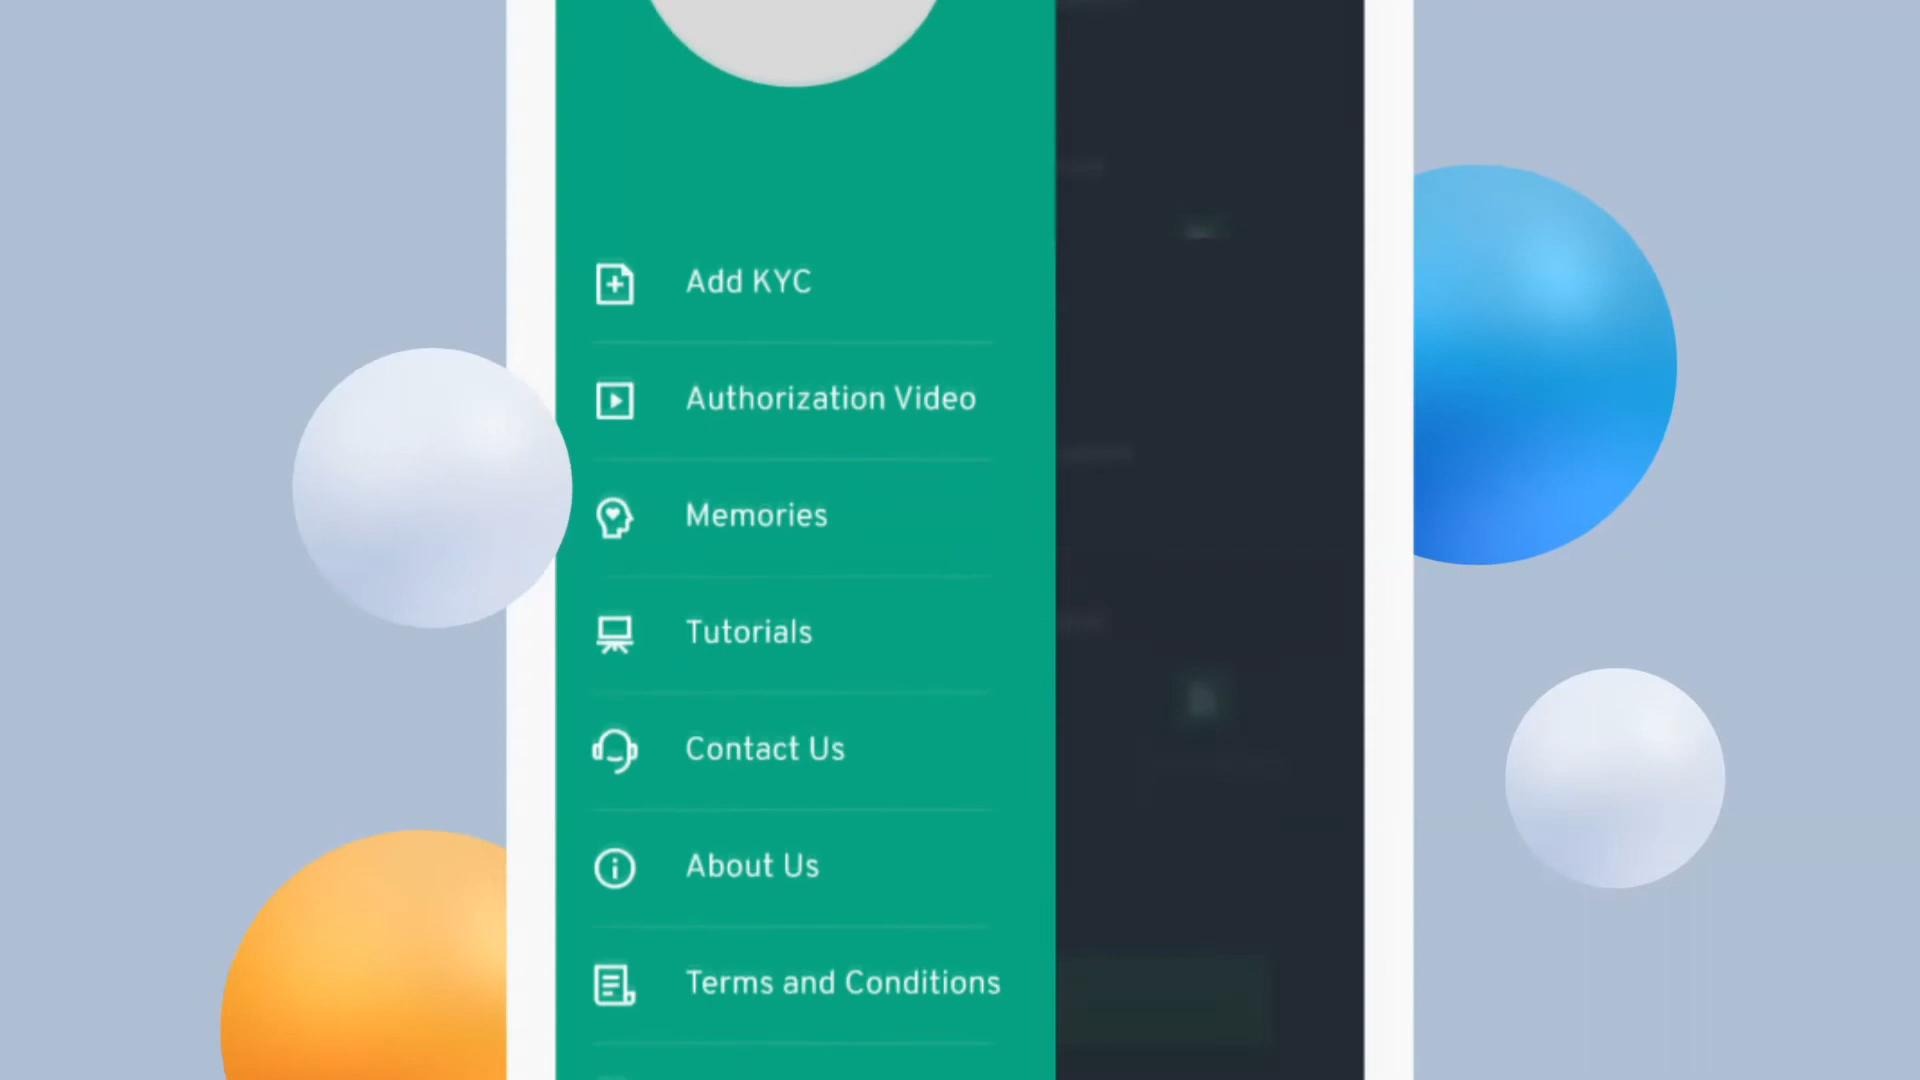 Add KYC
Authorization Video
Memories
Tutorials
Contact Us
About Us
Terms and Conditions